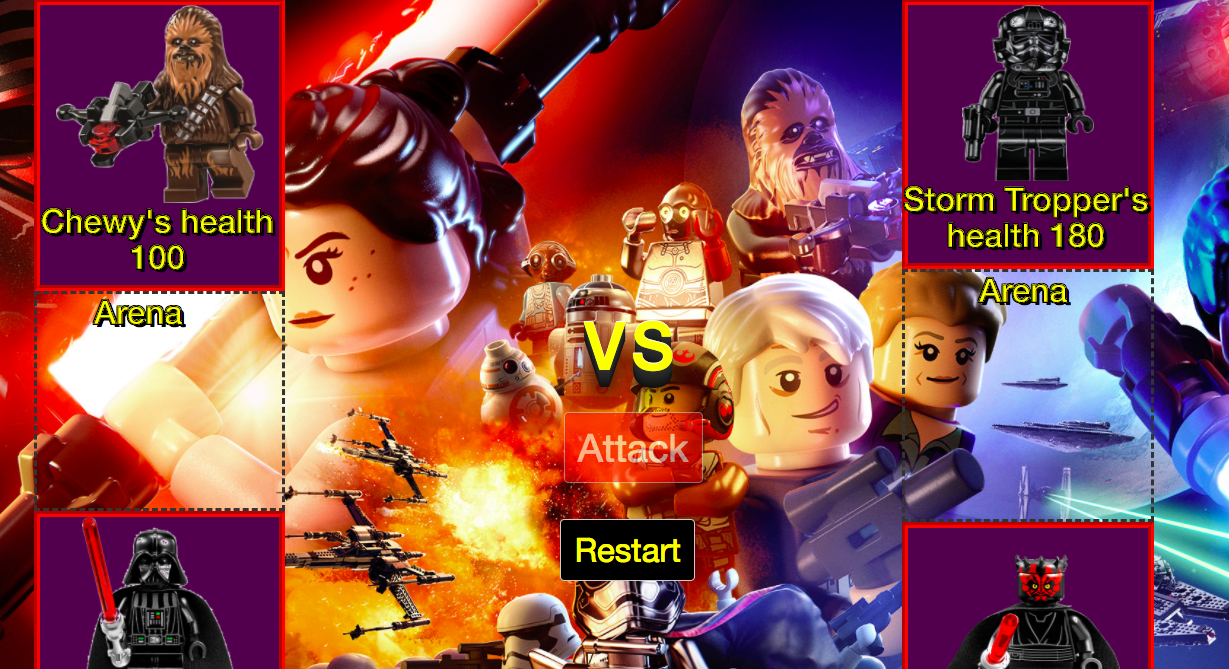 Chewy's health
100
Arena
VS
Attack
Restart
Storm Tropper's
health 180
Arena